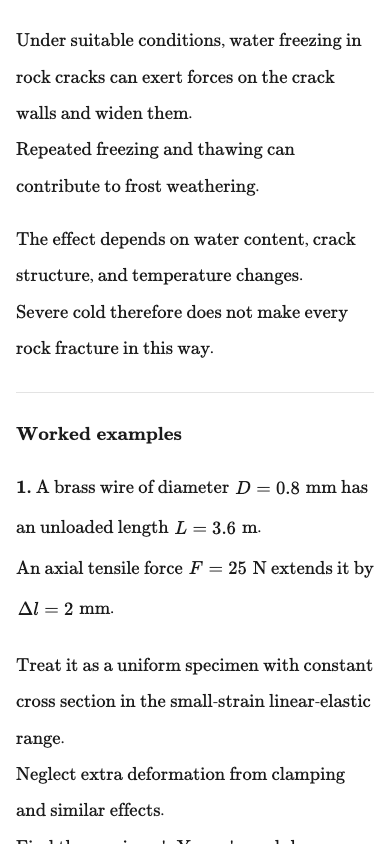 Under suitable conditions, water freezing in
rock cracks can exert forces on the crack
walls and widen them.
Repeated freezing and thawing can
contribute to frost weathering.
The effect depends on water content, crack
structure, and temperature changes.
Severe cold therefore does not make every
rock fracture in this way.
Worked examples
1. A brass wire of diameter D = 0.8 mm has
an unloaded length L = 3.6 m.
An axial tensile force F = 25 N extends it by
Δl = 2 mm.
Treat it as a uniform specimen with constant
cross section in the small-strain linear-elastic
range.
Neglect extra deformation from clamping
and similar effects.